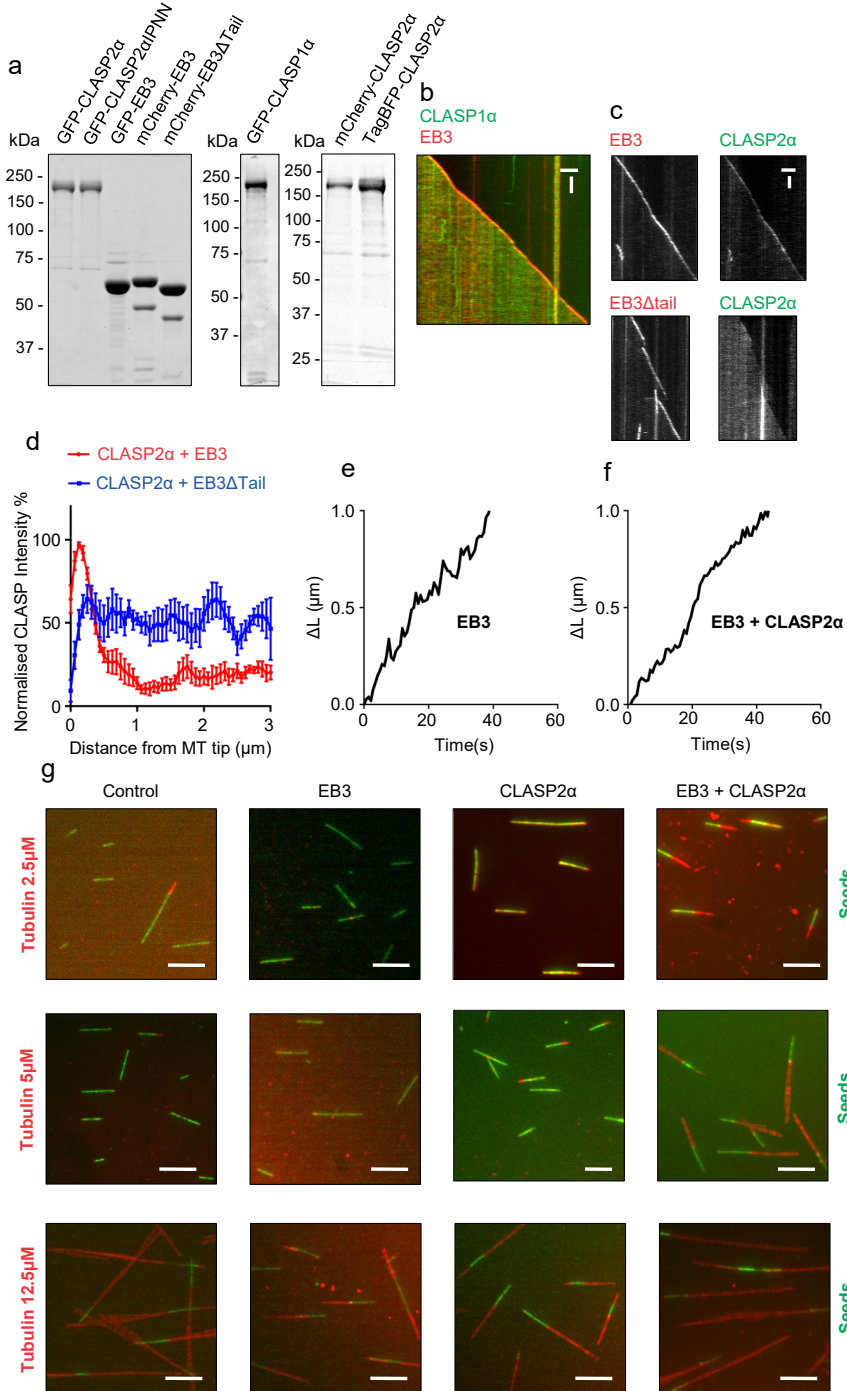 a
GFP-CLASP2α
GFP-CLASP2αIPNN
GFP-EB3
mCherry-EB3
mCherry-EB3ΔTail
kDa
250 -
150 -
100 -
75 -
50 -
37 -
GFP-CLASP1α
kDa
250 -
150 -
100 -
75 -
50 -
37 -
mCherry-CLASP2α
TagBFP-CLASP2α
kDa
250 -
150 -
100 -
75 -
50 -
37 -
25 -
b
CLASP1α
EB3
c
EB3
CLASP2α
EB3Δtail
CLASP2α
d
CLASP2α + EB3
CLASP2α + EB3ΔTail
Normalised CLASP Intensity %
100
50
0
0
1
2
3
Distance from MT tip (μm)
e
ΔL (μm)
1.0
0.5
0.0
EB3
0
20
40
60
Time(s)
f
ΔL (μm)
1.0
0.5
0.0
EB3 + CLASP2α
0
20
40
60
Time(s)
g
Control
EB3
CLASP2α
EB3 + CLASP2α
Tubulin 2.5μM
Seeds
Tubulin 5μM
Seeds
Tubulin 12.5μM
Seeds